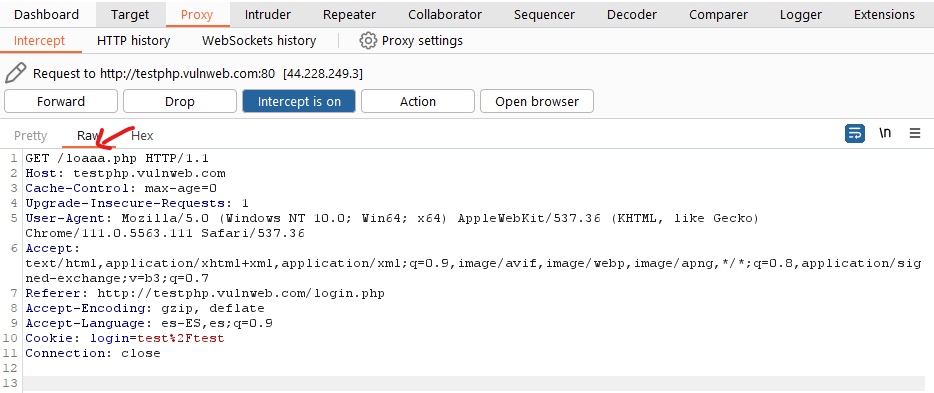 Dashboard Target Proxy Intruder Repeater Collaborator Sequencer Decoder Comparer Logger Extensions
Intercept HTTP history WebSockets history Proxy settings
Request to http://testphp.vulnweb.com:80 [44.228.249.3]
Forward Drop Intercept is on Action Open browser
Pretty Raw Hex \n
1 GET /loaaa.php HTTP/1.1
2 Host: testphp.vulnweb.com
3 Cache-Control: max-age=0
4 Upgrade-Insecure-Requests: 1
5 User-Agent: Mozilla/5.0 (Windows NT 10.0; Win64; x64) AppleWebKit/537.36 (KHTML, like Gecko)
Chrome/111.0.5563.111 Safari/537.36
6 Accept:
text/html,application/xhtml+xml,application/xml;q=0.9,image/avif,image/webp,image/apng,*/*;q=0.8,application/sig
ned-exchange;v=b3;q=0.7
7 Referer: http://testphp.vulnweb.com/login.php
8 Accept-Encoding: gzip, deflate
9 Accept-Language: es-ES,es;q=0.9
10 Cookie: login=test%2Ftest
11 Connection: close
12
13